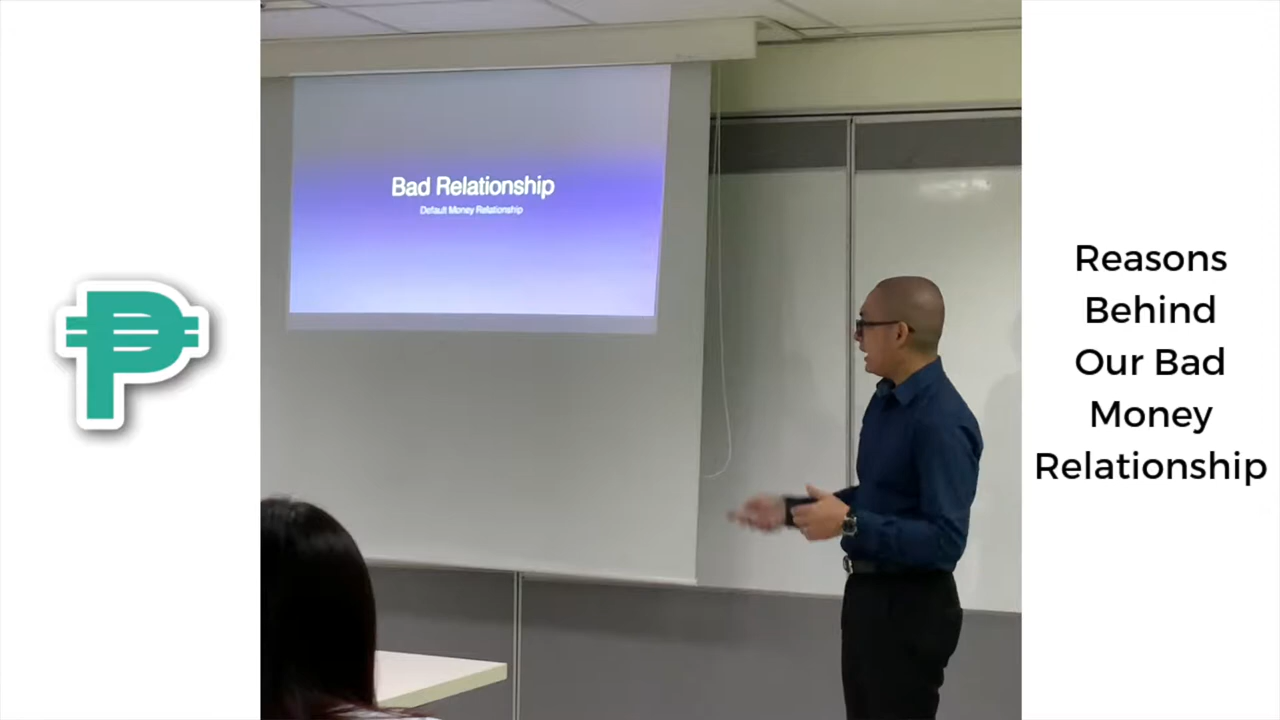 Bad Relationship
Default Money Relationship
Reasons
Behind
Our Bad
Money
Relationship